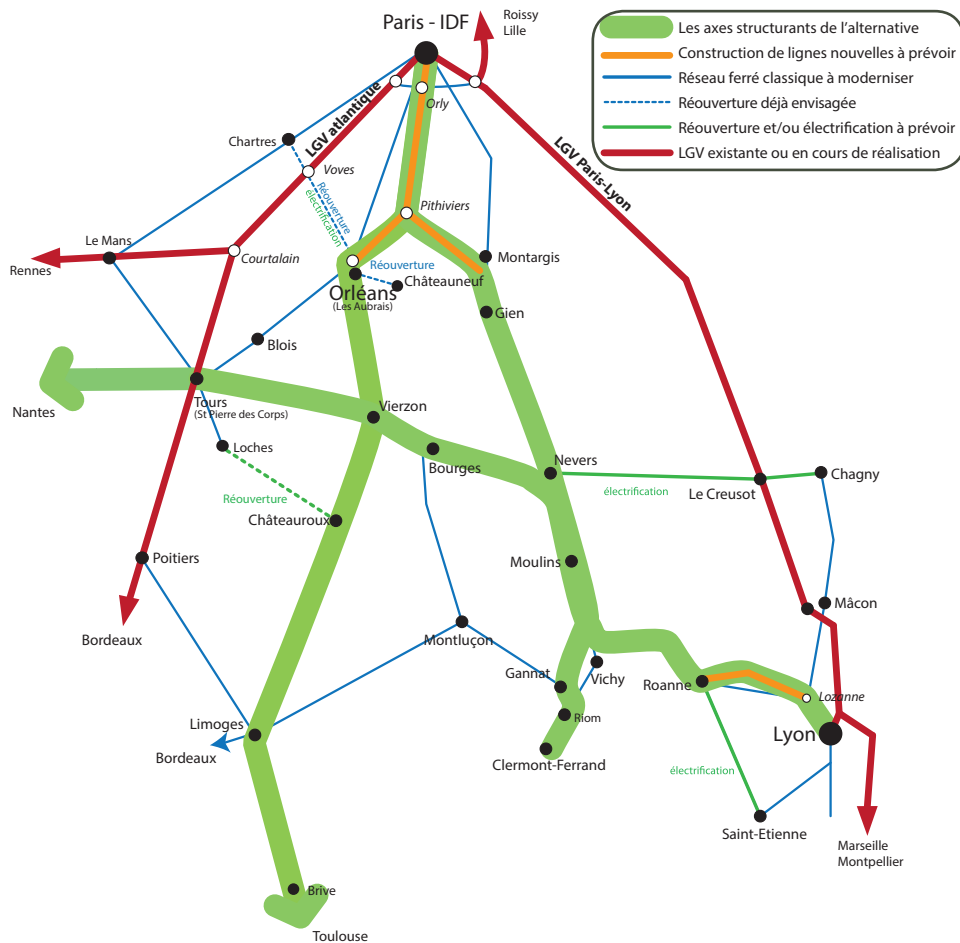 Paris - IDF
Roissy
Lille
Les axes structurants de l'alternative
Construction de lignes nouvelles à prévoir
Réseau ferré classique à moderniser
Réouverture déjà envisagée
Réouverture et/ou électrification à prévoir
LGV existante ou en cours de réalisation
Orly
LGV atlantique
Chartres
Voves
LGV Paris-Lyon
Réouverture
électrification
Pithiviers
Le Mans
Rennes
Courtalain
Réouverture
Montargis
Châteauneuf
Orléans
(Les Aubrais)
Gien
Blois
Nantes
Tours
(St Pierre des Corps)
Vierzon
Loches
Bourges
Nevers
électrification
Le Creusot
Chagny
Réouverture
Châteauroux
Poitiers
Moulins
Mâcon
Bordeaux
Montluçon
Gannat
Vichy
Roanne
Lozanne
Riom
Limoges
Bordeaux
Clermont-Ferrand
Lyon
électrification
Saint-Etienne
Marseille
Montpellier
Brive
Toulouse